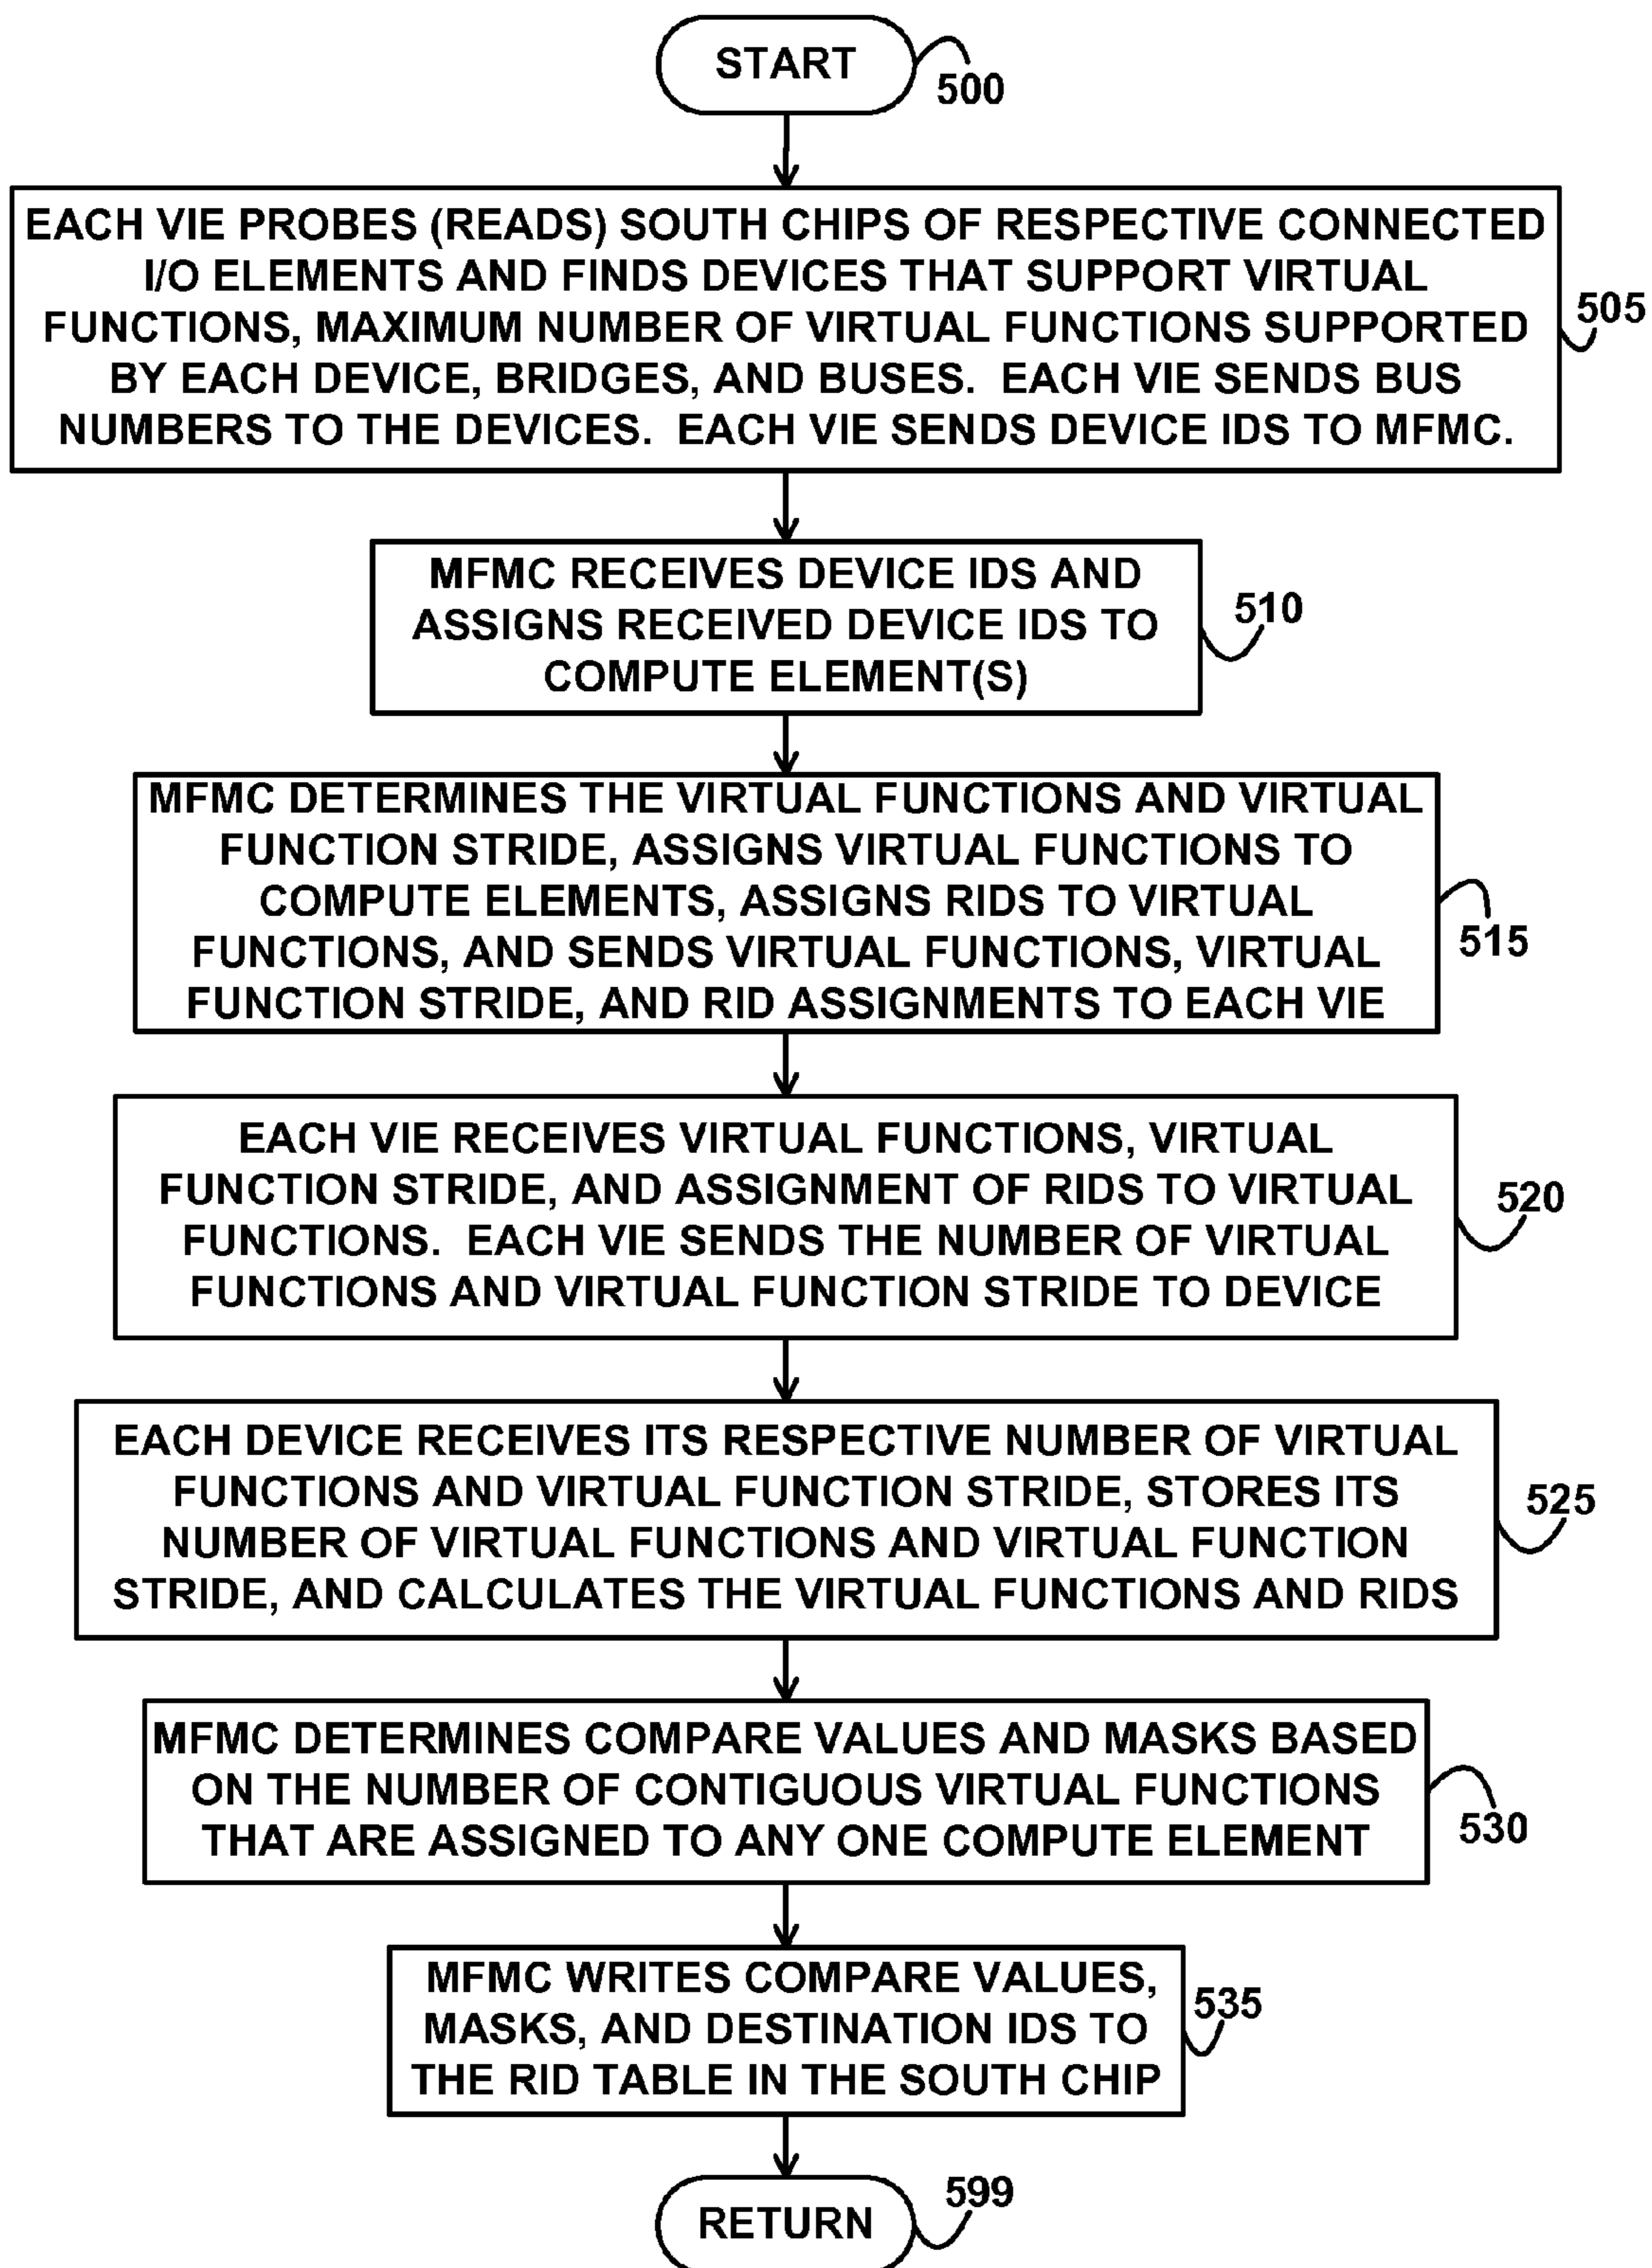 START
500
EACH VIE PROBES (READS) SOUTH CHIPS OF RESPECTIVE CONNECTED
I/O ELEMENTS AND FINDS DEVICES THAT SUPPORT VIRTUAL
FUNCTIONS, MAXIMUM NUMBER OF VIRTUAL FUNCTIONS SUPPORTED
BY EACH DEVICE, BRIDGES, AND BUSES. EACH VIE SENDS BUS
NUMBERS TO THE DEVICES. EACH VIE SENDS DEVICE IDS TO MFMC.
505
MFMC RECEIVES DEVICE IDS AND
ASSIGNS RECEIVED DEVICE IDS TO
COMPUTE ELEMENT(S)
510
MFMC DETERMINES THE VIRTUAL FUNCTIONS AND VIRTUAL
FUNCTION STRIDE, ASSIGNS VIRTUAL FUNCTIONS TO
COMPUTE ELEMENTS, ASSIGNS RIDS TO VIRTUAL
FUNCTIONS, AND SENDS VIRTUAL FUNCTIONS, VIRTUAL
FUNCTION STRIDE, AND RID ASSIGNMENTS TO EACH VIE
515
EACH VIE RECEIVES VIRTUAL FUNCTIONS, VIRTUAL
FUNCTION STRIDE, AND ASSIGNMENT OF RIDS TO VIRTUAL
FUNCTIONS. EACH VIE SENDS THE NUMBER OF VIRTUAL
FUNCTIONS AND VIRTUAL FUNCTION STRIDE TO DEVICE
520
EACH DEVICE RECEIVES ITS RESPECTIVE NUMBER OF VIRTUAL
FUNCTIONS AND VIRTUAL FUNCTION STRIDE, STORES ITS
NUMBER OF VIRTUAL FUNCTIONS AND VIRTUAL FUNCTION
STRIDE, AND CALCULATES THE VIRTUAL FUNCTIONS AND RIDS
525
MFMC DETERMINES COMPARE VALUES AND MASKS BASED
ON THE NUMBER OF CONTIGUOUS VIRTUAL FUNCTIONS
THAT ARE ASSIGNED TO ANY ONE COMPUTE ELEMENT
530
MFMC WRITES COMPARE VALUES,
MASKS, AND DESTINATION IDS TO
THE RID TABLE IN THE SOUTH CHIP
535
RETURN
599